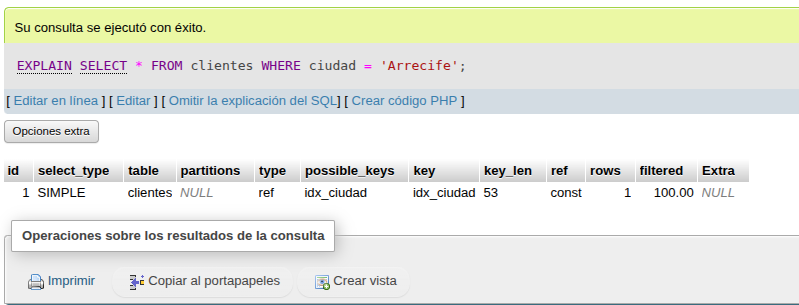 Su consulta se ejecutó con éxito.
EXPLAIN SELECT * FROM clientes WHERE ciudad = 'Arrecife';
[ Editar en línea ] [ Editar ] [ Omitir la explicación del SQL] [ Crear código PHP ]
Opciones extra
id select_type table partitions type possible_keys key key_len ref rows filtered Extra
1 SIMPLE clientes NULL ref idx_ciudad idx_ciudad 53 const 1 100.00 NULL
Operaciones sobre los resultados de la consulta
Imprimir Copiar al portapapeles Crear vista